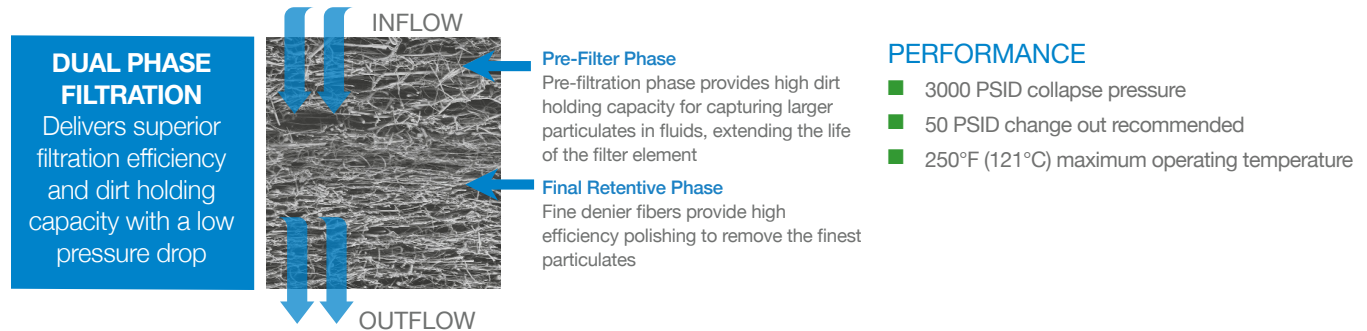 DUAL PHASE
FILTRATION
Delivers superior
filtration efficiency
and dirt holding
capacity with a low
pressure drop
INFLOW
OUTFLOW
Pre-Filter Phase
Pre-filtration phase provides high dirt
holding capacity for capturing larger
particulates in fluids, extending the life
of the filter element
Final Retentive Phase
Fine denier fibers provide high
efficiency polishing to remove the finest
particulates
PERFORMANCE
3000 PSID collapse pressure
50 PSID change out recommended
250°F (121°C) maximum operating temperature